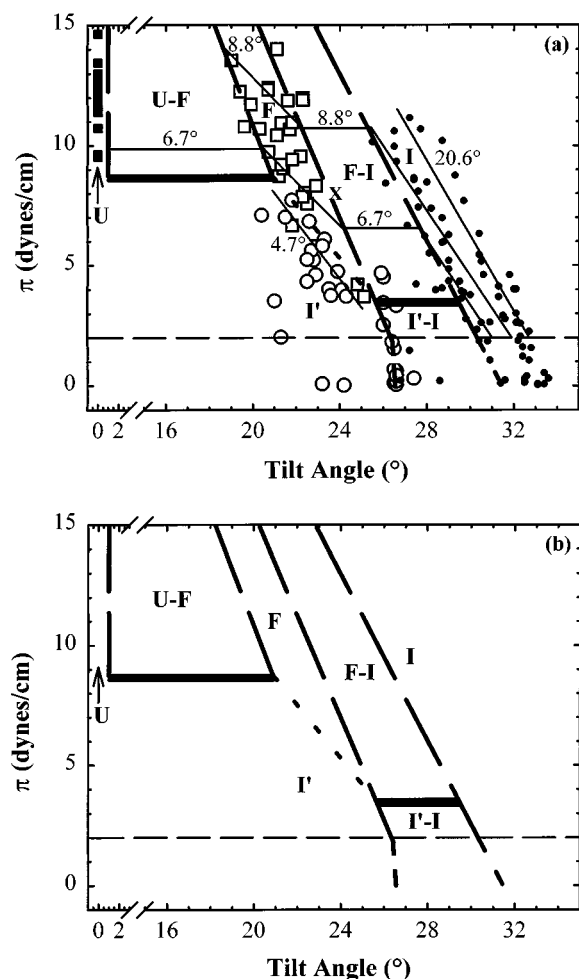 15
(a)
8.8°
U-F
F
10
6.7°
8.8°
I
20.6°
F-I
U
X
4.7°
6.7°
5
I'
I'-I
0
0 2 16 20 24 28 32
π (dynes/cm)
Tilt Angle (°)
15
(b)
U-F
F
10
F-I
I
U
5
I'
I'-I
0
0 2 16 20 24 28 32
π (dynes/cm)
Tilt Angle (°)